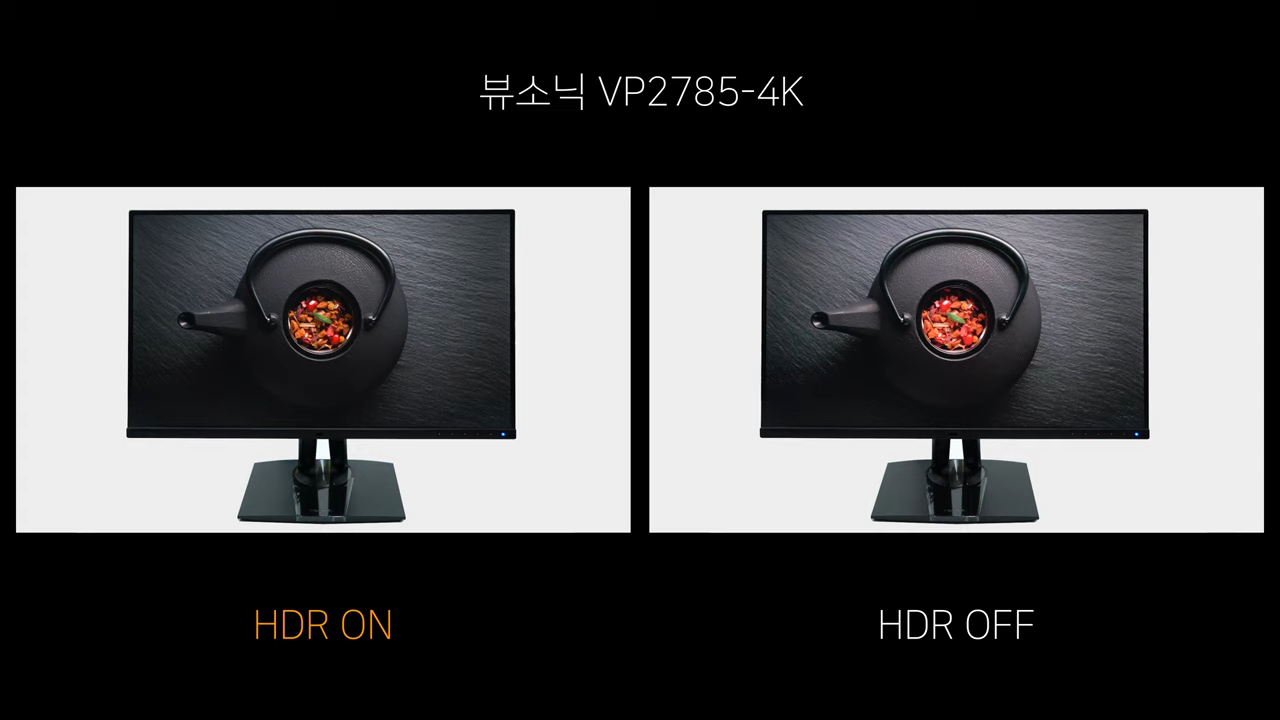 뷰소닉 VP2785-4K
HDR ON
HDR OFF